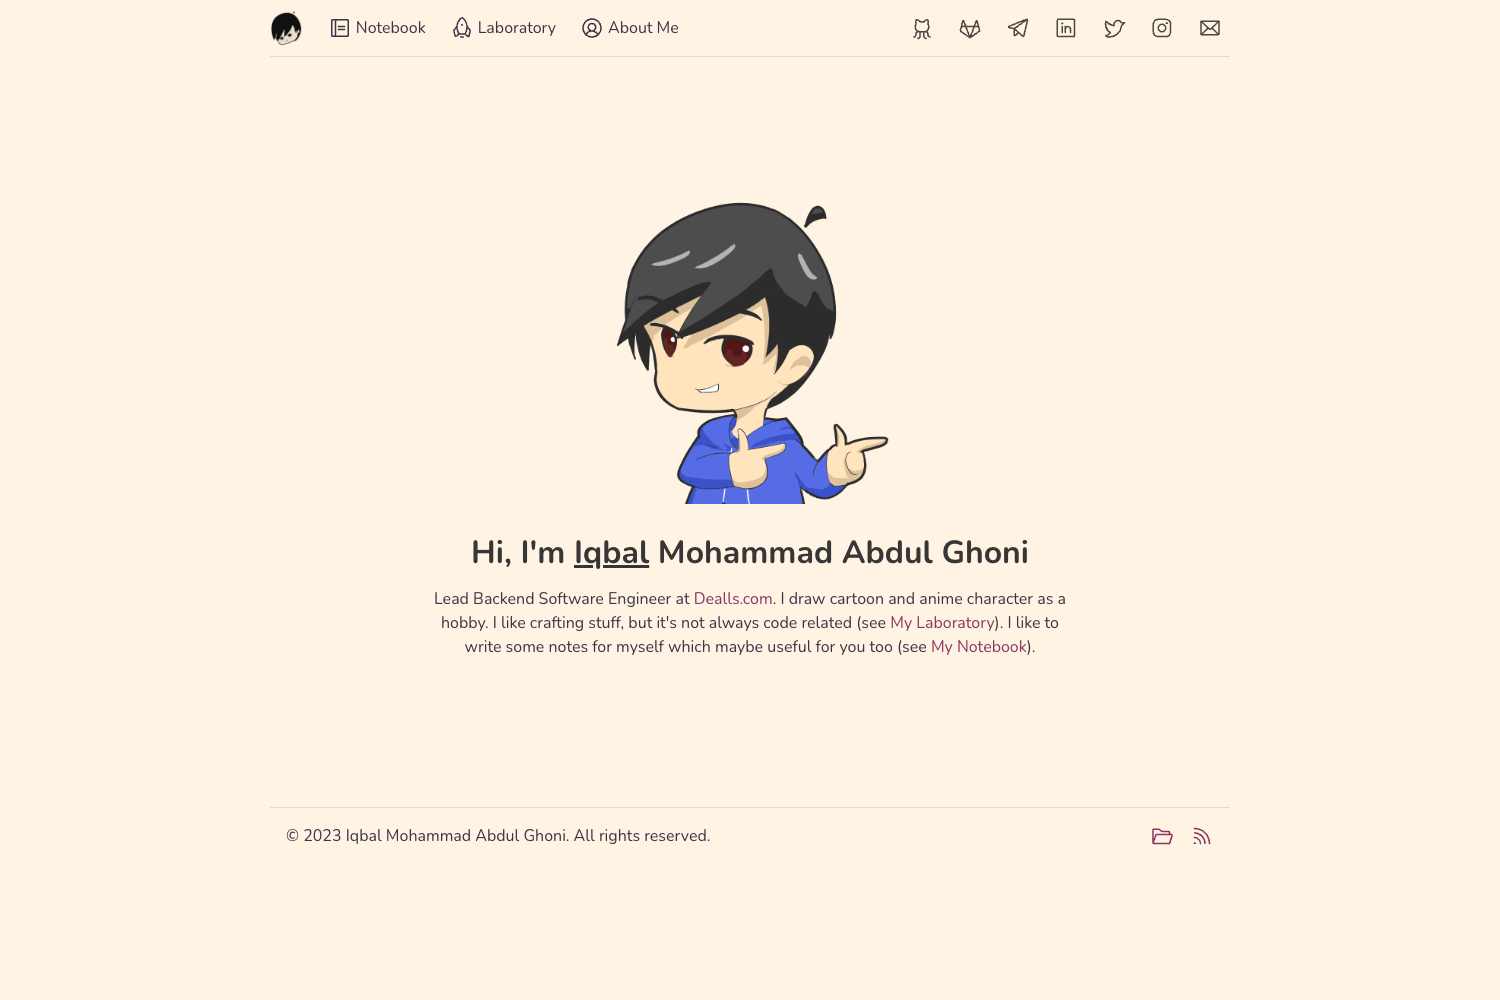 Notebook
Laboratory
About Me
Hi, I'm Iqbal Mohammad Abdul Ghoni
Lead Backend Software Engineer at Dealls.com. I draw cartoon and anime character as a
hobby. I like crafting stuff, but it's not always code related (see My Laboratory). I like to
write some notes for myself which maybe useful for you too (see My Notebook).
© 2023 Iqbal Mohammad Abdul Ghoni. All rights reserved.